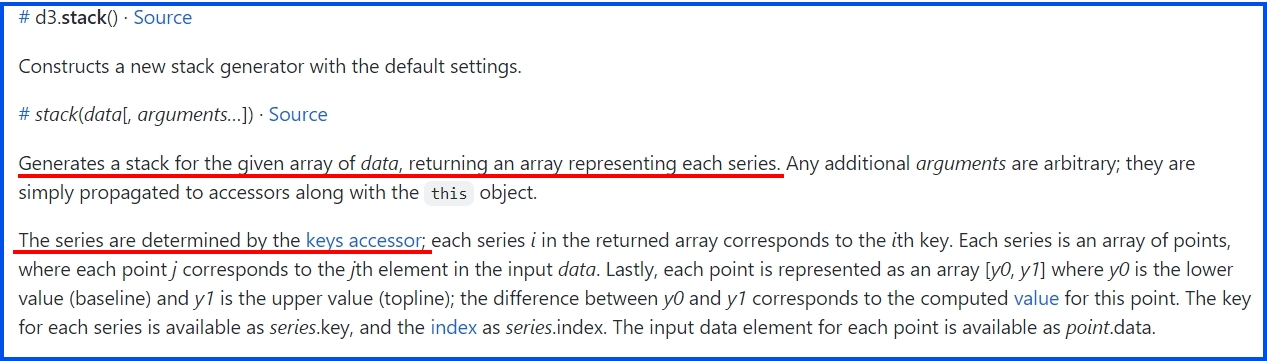 # d3.stack() · Source
Constructs a new stack generator with the default settings.
# stack(data[, arguments…]) · Source
Generates a stack for the given array of data, returning an array representing each series. Any additional arguments are arbitrary; they are
simply propagated to accessors along with the this object.
The series are determined by the keys accessor; each series i in the returned array corresponds to the ith key. Each series is an array of points,
where each point j corresponds to the jth element in the input data. Lastly, each point is represented as an array [y0, y1] where y0 is the lower
value (baseline) and y1 is the upper value (topline); the difference between y0 and y1 corresponds to the computed value for this point. The key
for each series is available as series.key, and the index as series.index. The input data element for each point is available as point.data.